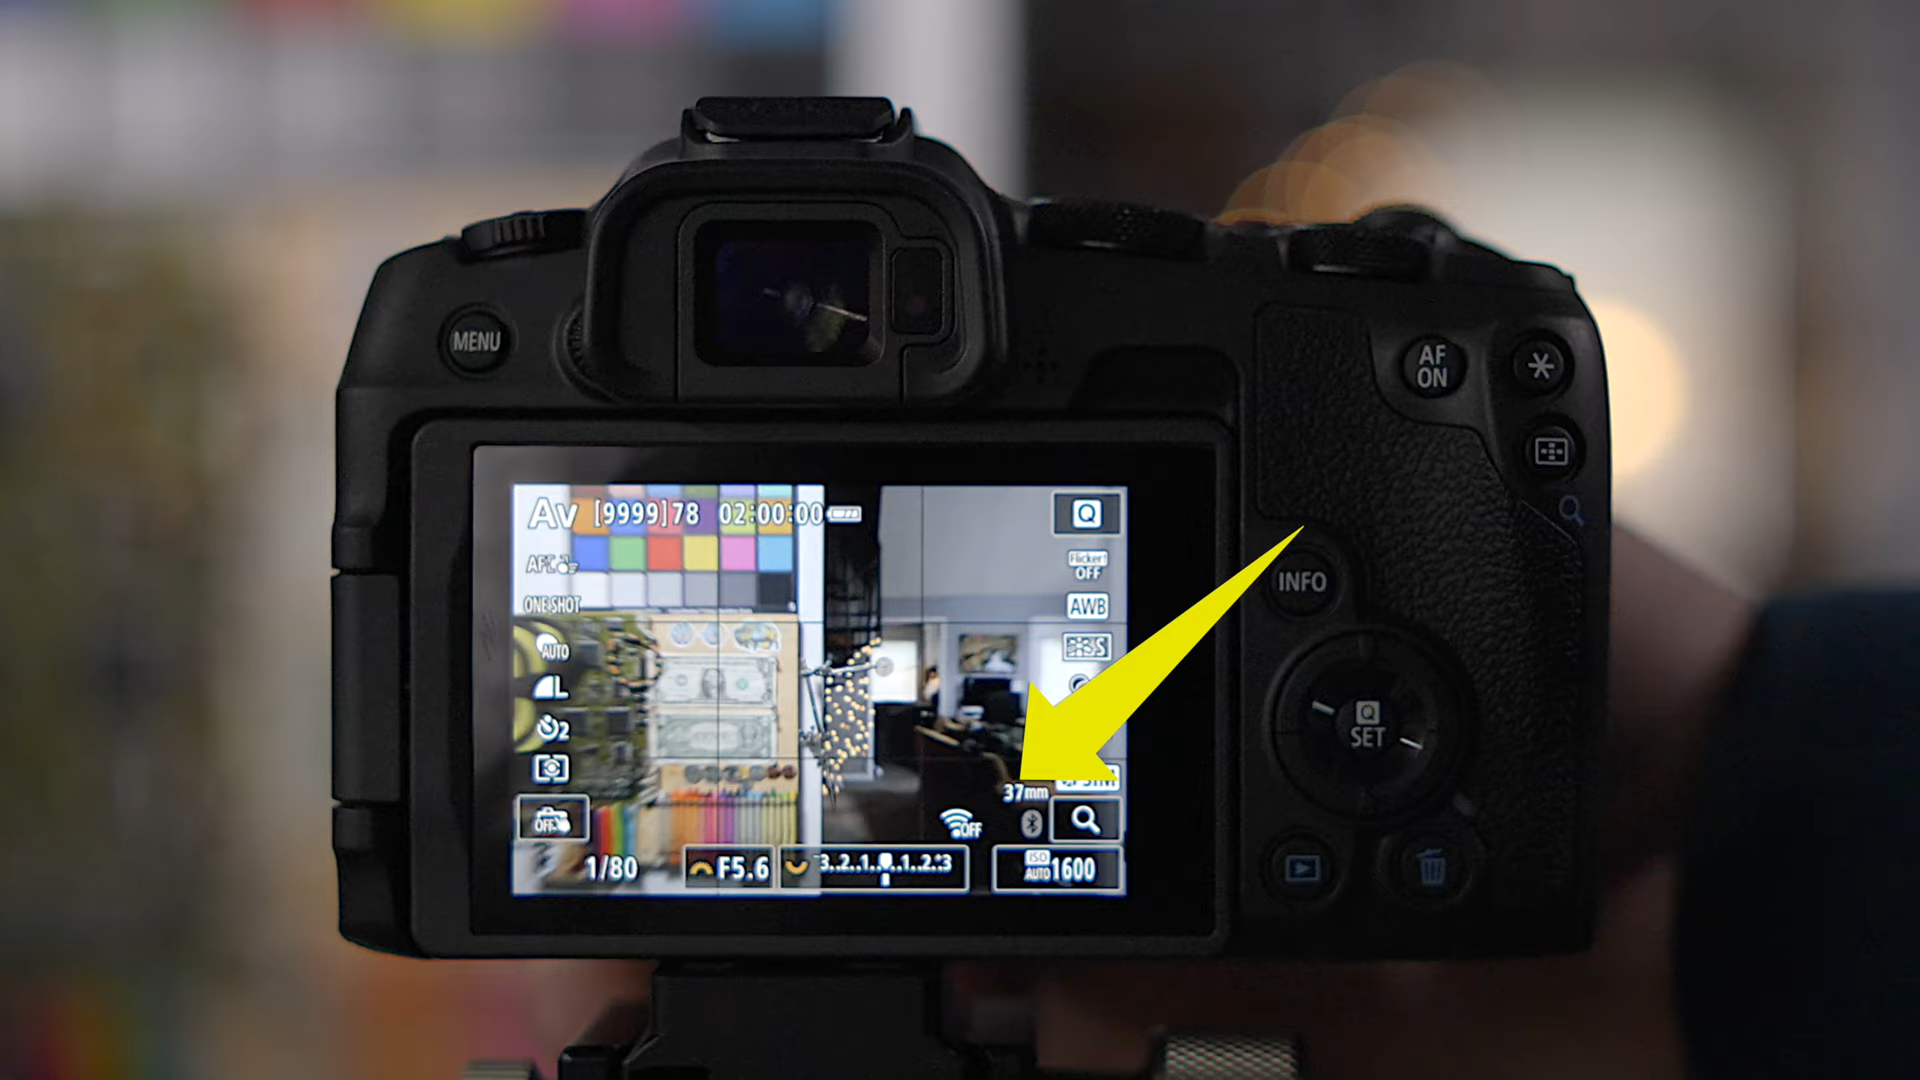 MENU
AF
ON
Av [9999]78 02:00:00
Q
Flicker!
OFF
ONE SHOT
AWB
INFO
AUTO
S
L
2
Q
SET
37mm
OFF
OFF
1/80
F5.6
3..2..1..0..1..2..3
ISO
AUTO 1600